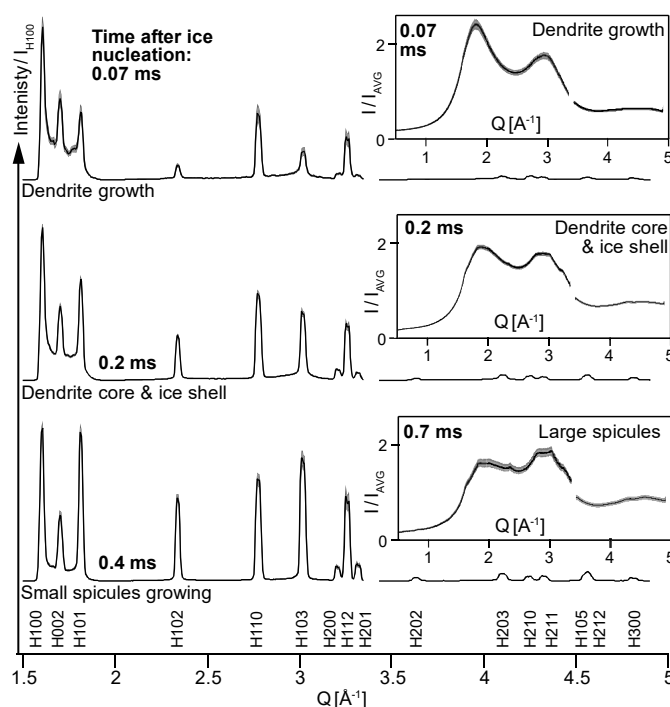 Intenisty/ I_H100
Time after ice
nucleation:
0.07 ms
Dendrite growth
0.07
ms
Dendrite growth
I / I_AVG
2
0
Q [A⁻¹]
1 2 3 4 5
0.2 ms
Dendrite core & ice shell
0.2 ms
Dendrite core
& ice shell
I / I_AVG
2
0
Q [A⁻¹]
1 2 3 4 5
0.4 ms
Small spicules growing
0.7 ms
Large spicules
I / I_AVG
2
0
Q [A⁻¹]
1 2 3 4 5
H100 H002 H101 H102 H110 H103 H200 H112 H201 H202 H203 H210 H211 H105 H212 H300
1.5 2 2.5 3 3.5 4 4.5 5
Q [Å⁻¹]